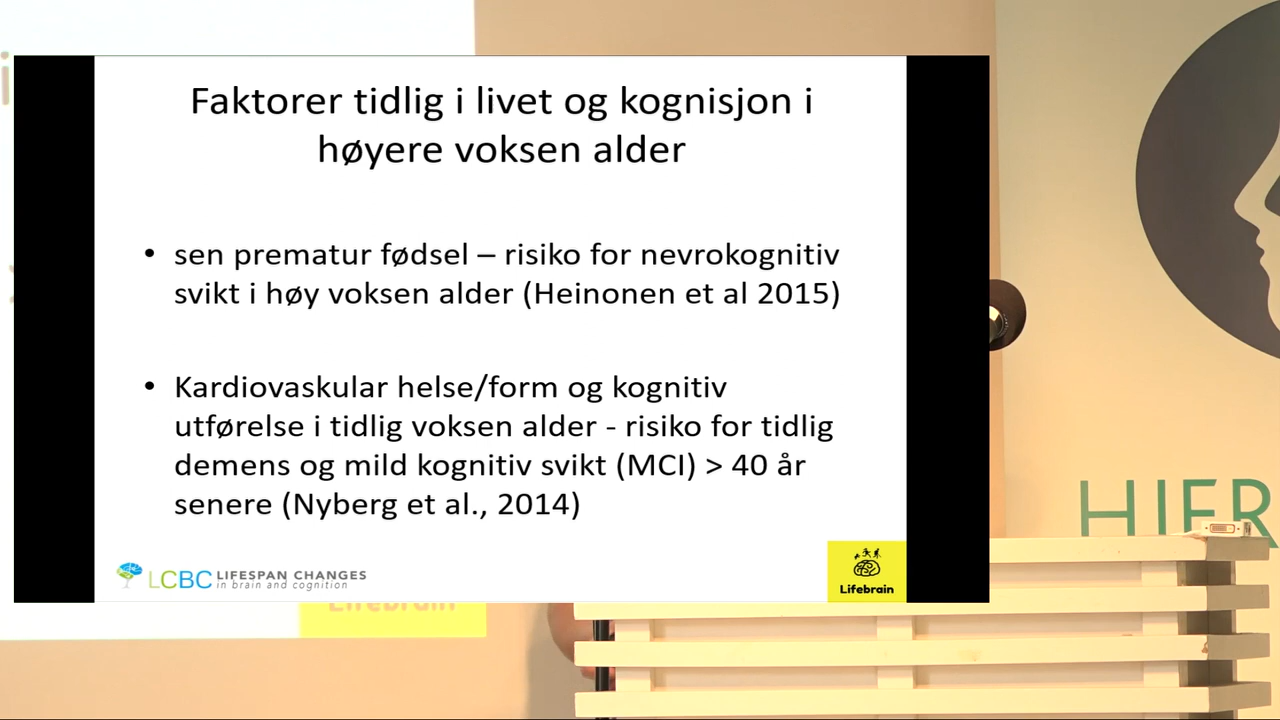 Faktorer tidlig i livet og kognisjon i
høyere voksen alder
• sen prematur fødsel – risiko for nevrokognitiv
svikt i høy voksen alder (Heinonen et al 2015)
• Kardiovaskular helse/form og kognitiv
utførelse i tidlig voksen alder - risiko for tidlig
demens og mild kognitiv svikt (MCI) > 40 år
senere (Nyberg et al., 2014)
LCBC LIFESPAN CHANGES
in brain and cognition
Lifebrain
Lifebrain
HIER